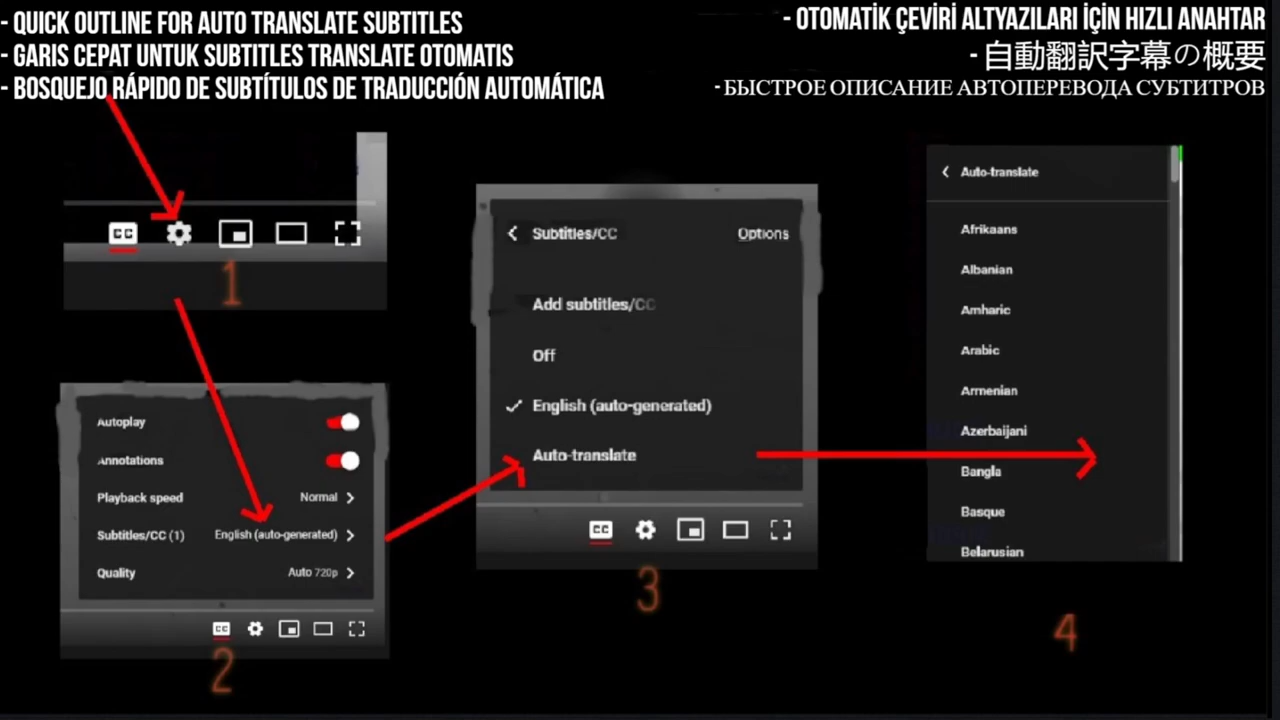 - QUICK OUTLINE FOR AUTO TRANSLATE SUBTITLES
- GARIS CEPAT UNTUK SUBTITLES TRANSLATE OTOMATIS
- BOSQUEJO RÁPIDO DE SUBTÍTULOS DE TRADUCCIÓN AUTOMÁTICA
- OTOMATİK ÇEVİRİ ALTYAZILARI İÇİN HIZLI ANAHTAR
- 自動翻訳字幕の概要
- БЫСТРОЕ ОПИСАНИЕ АВТОПЕРЕВОДА СУБТИТРОВ
CC
1
Autoplay
Annotations
Playback speed Normal
Subtitles/CC (1) English (auto-generated)
Quality Auto 720p
CC
2
Subtitles/CC Options
Add subtitles/CC
Off
English (auto-generated)
Auto-translate
CC
3
Auto-translate
Afrikaans
Albanian
Amharic
Arabic
Armenian
Azerbaijani
Bangla
Basque
Belarusian
4